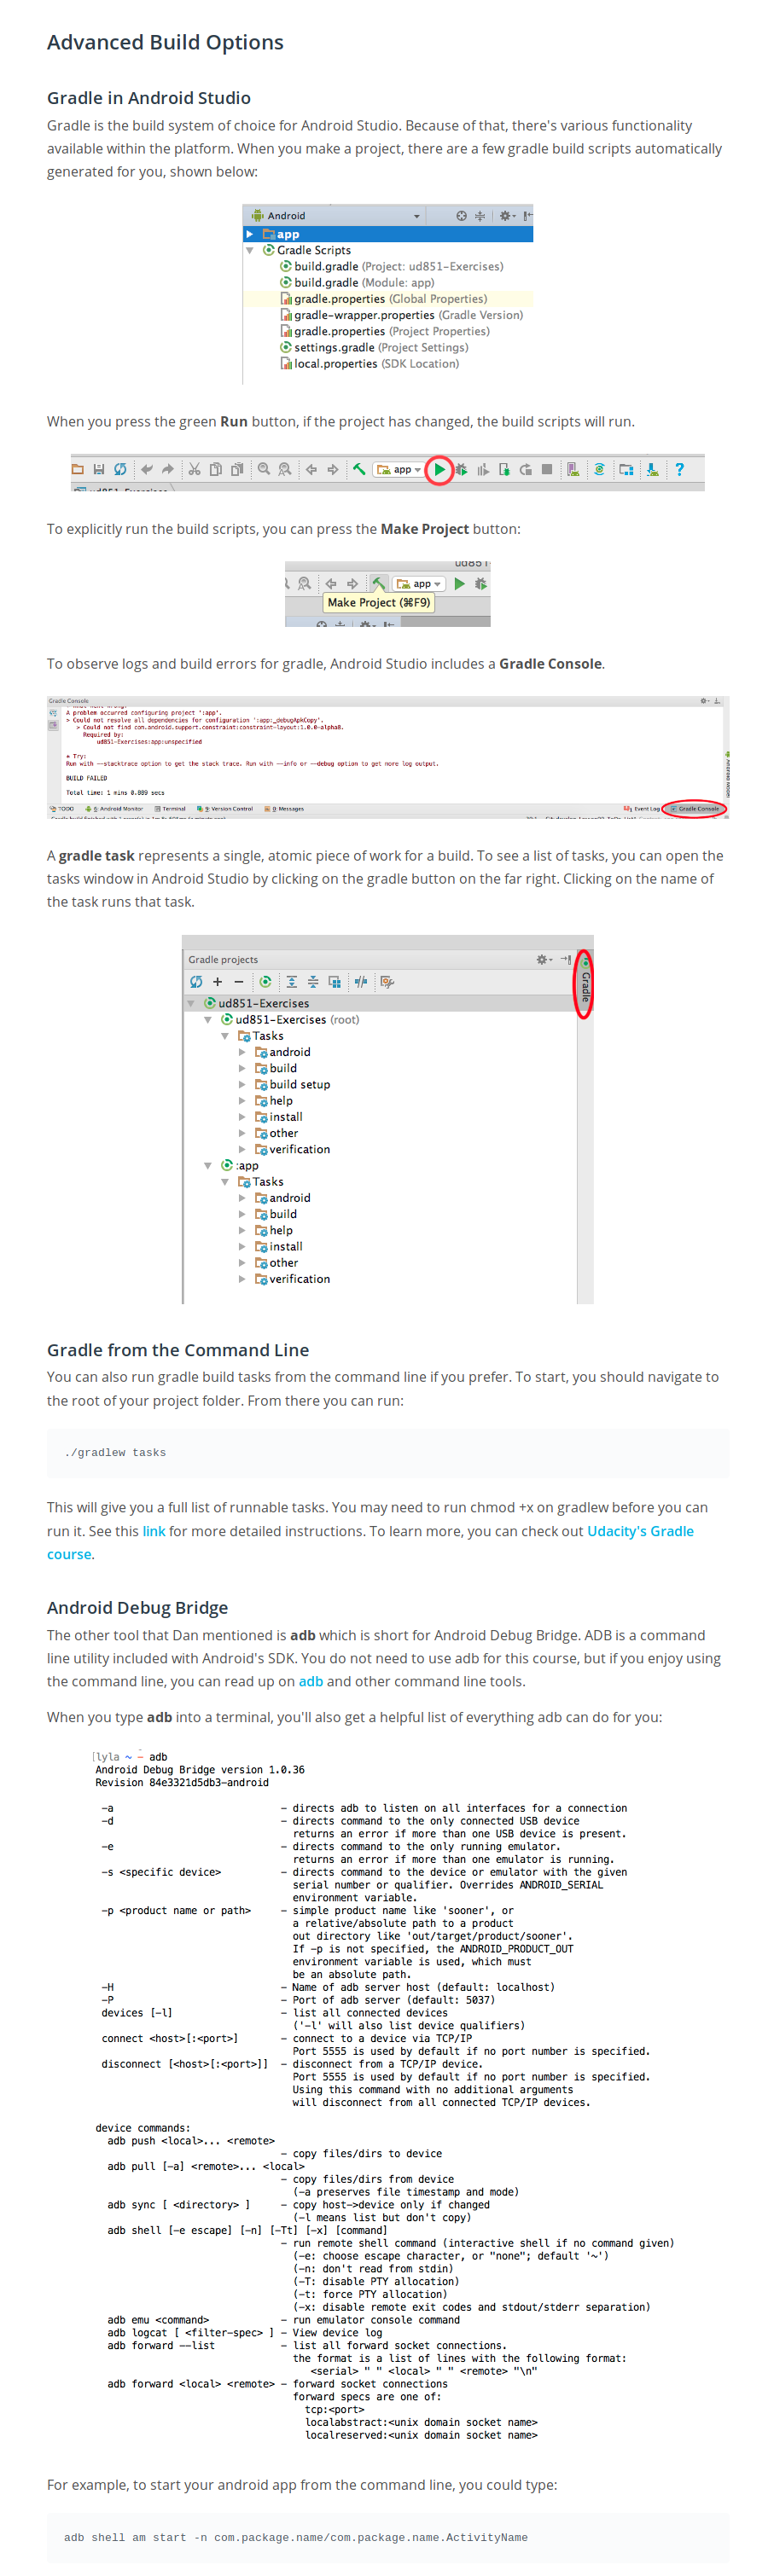 Advanced Build Options
Gradle in Android Studio
Gradle is the build system of choice for Android Studio. Because of that, there's various functionality
available within the platform. When you make a project, there are a few gradle build scripts automatically
generated for you, shown below:
Android
app
Gradle Scripts
build.gradle (Project: ud851-Exercises)
build.gradle (Module: app)
gradle.properties (Global Properties)
gradle-wrapper.properties (Gradle Version)
gradle.properties (Project Properties)
settings.gradle (Project Settings)
local.properties (SDK Location)
When you press the green Run button, if the project has changed, the build scripts will run.
app
To explicitly run the build scripts, you can press the Make Project button:
app
Make Project (⌘F9)
To observe logs and build errors for gradle, Android Studio includes a Gradle Console.
Gradle Console
A problem occurred configuring project ':app'.
> Could not resolve all dependencies for configuration ':app:_debugApkCopy'.
> Could not find com.android.support.constraint:constraint-layout:1.0.0-alpha8.
Required by:
ud851-Exercises:app:unspecified
* Try:
Run with --stacktrace option to get the stack trace. Run with --info or --debug option to get more log output.
BUILD FAILED
Total time: 1 mins 8.889 secs
TODO 6: Android Monitor Terminal 9: Version Control 0: Messages Event Log Gradle Console
A gradle task represents a single, atomic piece of work for a build. To see a list of tasks, you can open the
tasks window in Android Studio by clicking on the gradle button on the far right. Clicking on the name of
the task runs that task.
Gradle projects
Gradle
ud851-Exercises
ud851-Exercises (root)
Tasks
android
build
build setup
help
install
other
verification
:app
Tasks
android
build
help
install
other
verification
Gradle from the Command Line
You can also run gradle build tasks from the command line if you prefer. To start, you should navigate to
the root of your project folder. From there you can run:
./gradlew tasks
This will give you a full list of runnable tasks. You may need to run chmod +x on gradlew before you can
run it. See this link for more detailed instructions. To learn more, you can check out Udacity's Gradle
course.
Android Debug Bridge
The other tool that Dan mentioned is adb which is short for Android Debug Bridge. ADB is a command
line utility included with Android's SDK. You do not need to use adb for this course, but if you enjoy using
the command line, you can read up on adb and other command line tools.
When you type adb into a terminal, you'll also get a helpful list of everything adb can do for you:
[lyla ~ - adb
Android Debug Bridge version 1.0.36
Revision 84e3321d5db3-android
-a - directs adb to listen on all interfaces for a connection
-d - directs command to the only connected USB device
returns an error if more than one USB device is present.
-e - directs command to the only running emulator.
returns an error if more than one emulator is running.
-s <specific device> - directs command to the device or emulator with the given
serial number or qualifier. Overrides ANDROID_SERIAL
environment variable.
-p <product name or path> - simple product name like 'sooner', or
a relative/absolute path to a product
out directory like 'out/target/product/sooner'.
If -p is not specified, the ANDROID_PRODUCT_OUT
environment variable is used, which must
be an absolute path.
-H - Name of adb server host (default: localhost)
-P - Port of adb server (default: 5037)
devices [-l] - list all connected devices
('-l' will also list device qualifiers)
connect <host>[:<port>] - connect to a device via TCP/IP
Port 5555 is used by default if no port number is specified.
disconnect [<host>[:<port>]] - disconnect from a TCP/IP device.
Port 5555 is used by default if no port number is specified.
Using this command with no additional arguments
will disconnect from all connected TCP/IP devices.
device commands:
adb push <local>... <remote>
- copy files/dirs to device
adb pull [-a] <remote>... <local>
- copy files/dirs from device
(-a preserves file timestamp and mode)
adb sync [ <directory> ] - copy host->device only if changed
(-l means list but don't copy)
adb shell [-e escape] [-n] [-Tt] [-x] [command]
- run remote shell command (interactive shell if no command given)
(-e: choose escape character, or "none"; default '~')
(-n: don't read from stdin)
(-T: disable PTY allocation)
(-t: force PTY allocation)
(-x: disable remote exit codes and stdout/stderr separation)
adb emu <command> - run emulator console command
adb logcat [ <filter-spec> ] - View device log
adb forward --list - list all forward socket connections.
the format is a list of lines with the following format:
<serial> " " <local> " " <remote> "\n"
adb forward <local> <remote> - forward socket connections
forward specs are one of:
tcp:<port>
localabstract:<unix domain socket name>
localreserved:<unix domain socket name>
For example, to start your android app from the command line, you could type:
adb shell am start -n com.package.name/com.package.name.ActivityName